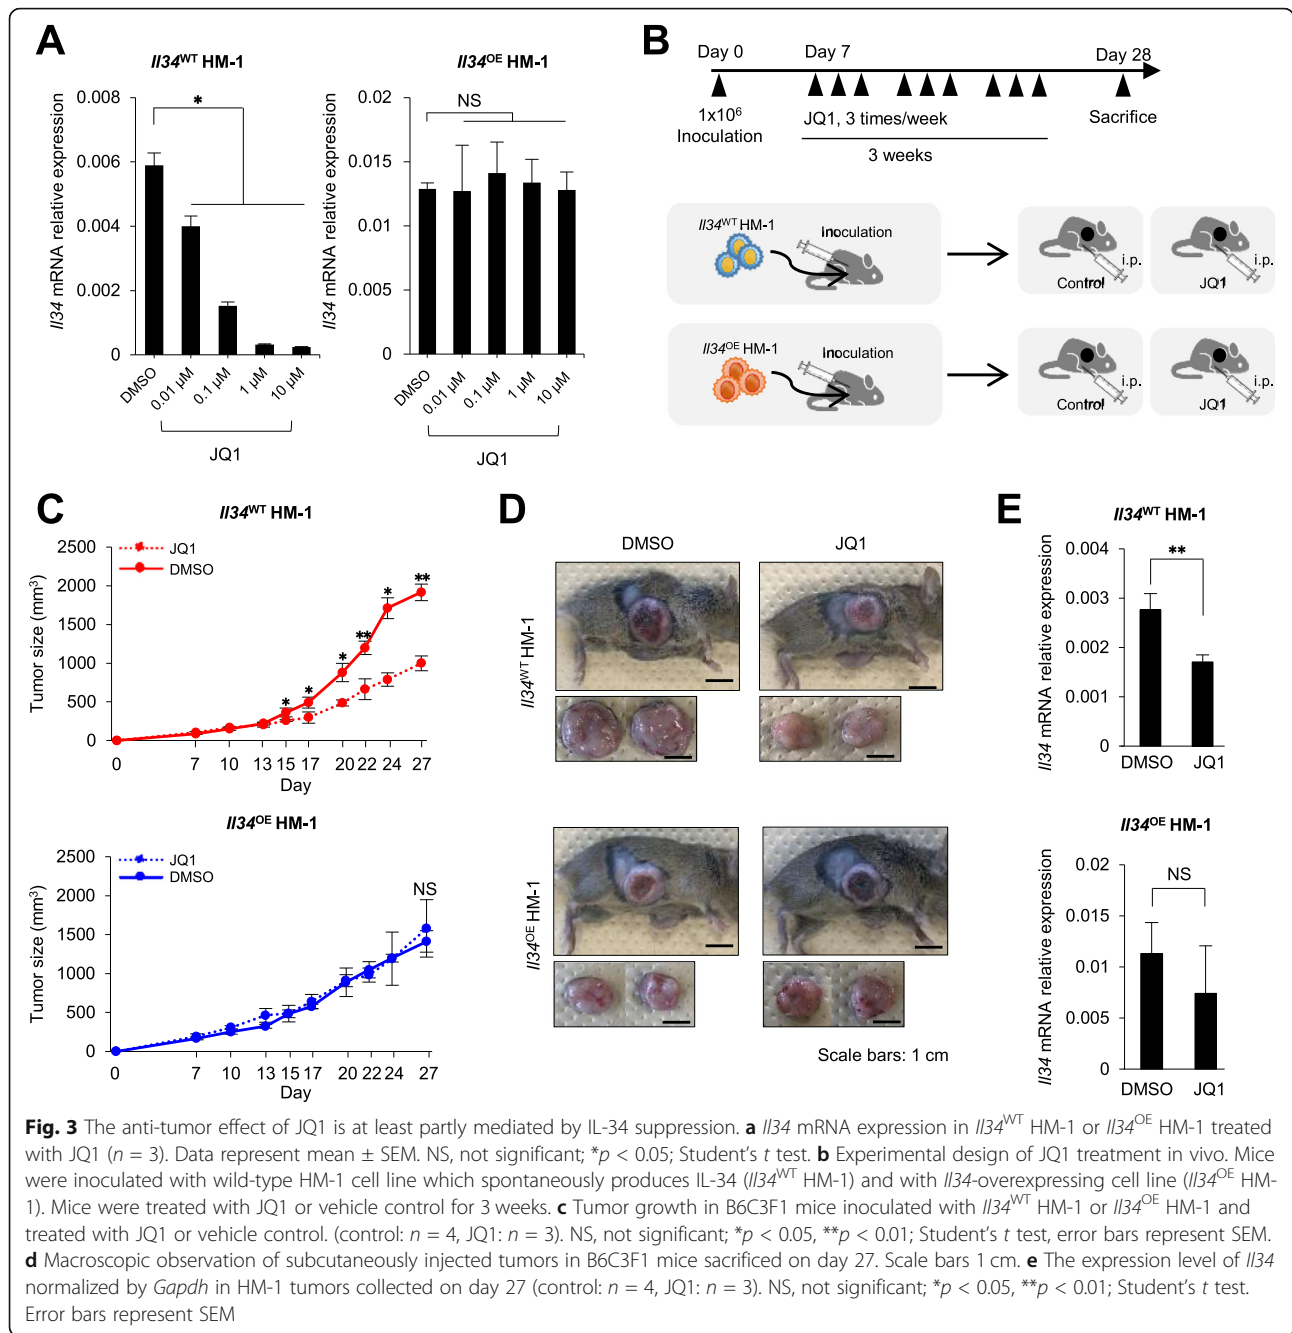 A
Il34WT HM-1
Il34 mRNA relative expression
0.008
0.006
0.004
0.002
0
*
DMSO
0.01 µM
0.1 µM
1 µM
10 µM
JQ1
Il34OE HM-1
Il34 mRNA relative expression
0.02
0.015
0.01
0.005
0
NS
DMSO
0.01 µM
0.1 µM
1 µM
10 µM
JQ1
B
Day 0
Day 7
Day 28
1x10⁶
Inoculation
JQ1, 3 times/week
3 weeks
Sacrifice
Il34WT HM-1
Inoculation
Control
i.p.
JQ1
i.p.
Il34OE HM-1
Inoculation
Control
i.p.
JQ1
i.p.
C
Il34WT HM-1
JQ1
DMSO
Tumor size (mm³)
2500
2000
1500
1000
500
0
* * * ** * **
0 7 10 13 15 17 20 22 24 27
Day
Il34OE HM-1
JQ1
DMSO
Tumor size (mm³)
2500
2000
1500
1000
500
0
NS
0 7 10 13 15 17 20 22 24 27
Day
D
DMSO
JQ1
Il34WT HM-1
Il34OE HM-1
Scale bars: 1 cm
E
Il34WT HM-1
Il34 mRNA relative expression
0.004
0.003
0.002
0.001
0
**
DMSO JQ1
Il34OE HM-1
Il34 mRNA relative expression
0.02
0.015
0.01
0.005
0
NS
DMSO JQ1
Fig. 3 The anti-tumor effect of JQ1 is at least partly mediated by IL-34 suppression. a Il34 mRNA expression in Il34WT HM-1 or Il34OE HM-1 treated
with JQ1 (n = 3). Data represent mean ± SEM. NS, not significant; *p < 0.05; Student's t test. b Experimental design of JQ1 treatment in vivo. Mice
were inoculated with wild-type HM-1 cell line which spontaneously produces IL-34 (Il34WT HM-1) and with Il34-overexpressing cell line (Il34OE HM-
1). Mice were treated with JQ1 or vehicle control for 3 weeks. c Tumor growth in B6C3F1 mice inoculated with Il34WT HM-1 or Il34OE HM-1 and
treated with JQ1 or vehicle control. (control: n = 4, JQ1: n = 3). NS, not significant; *p < 0.05, **p < 0.01; Student's t test, error bars represent SEM.
d Macroscopic observation of subcutaneously injected tumors in B6C3F1 mice sacrificed on day 27. Scale bars 1 cm. e The expression level of Il34
normalized by Gapdh in HM-1 tumors collected on day 27 (control: n = 4, JQ1: n = 3). NS, not significant; *p < 0.05, **p < 0.01; Student's t test.
Error bars represent SEM